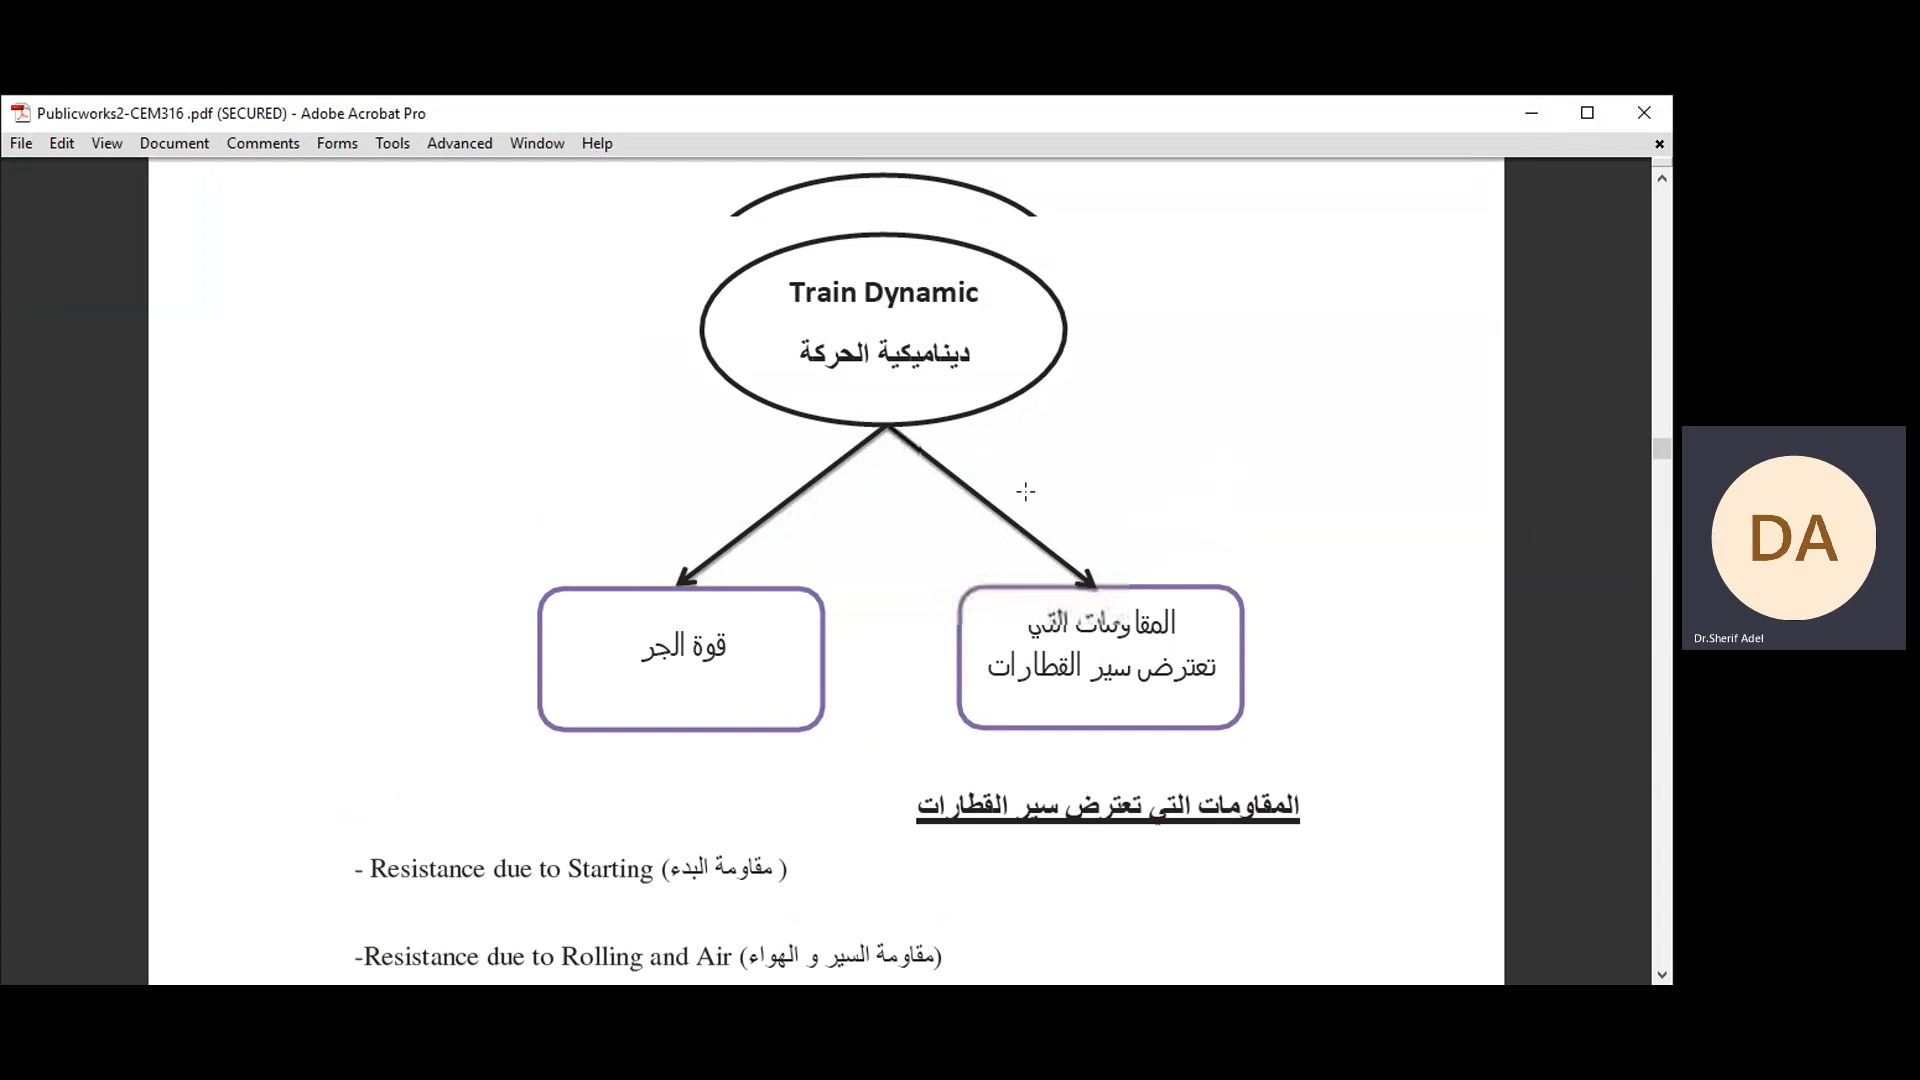 Publicworks2-CEM316 .pdf (SECURED) - Adobe Acrobat Pro
File Edit View Document Comments Forms Tools Advanced Window Help
Train Dynamic
ديناميكية الحركة
قوة الجر
المقاومات التي
تعترض سير القطارات
المقاومات التي تعترض سير القطارات
- Resistance due to Starting (مقاومة البدء )
-Resistance due to Rolling and Air (مقاومة السير و الهواء)
DA
Dr.Sherif Adel